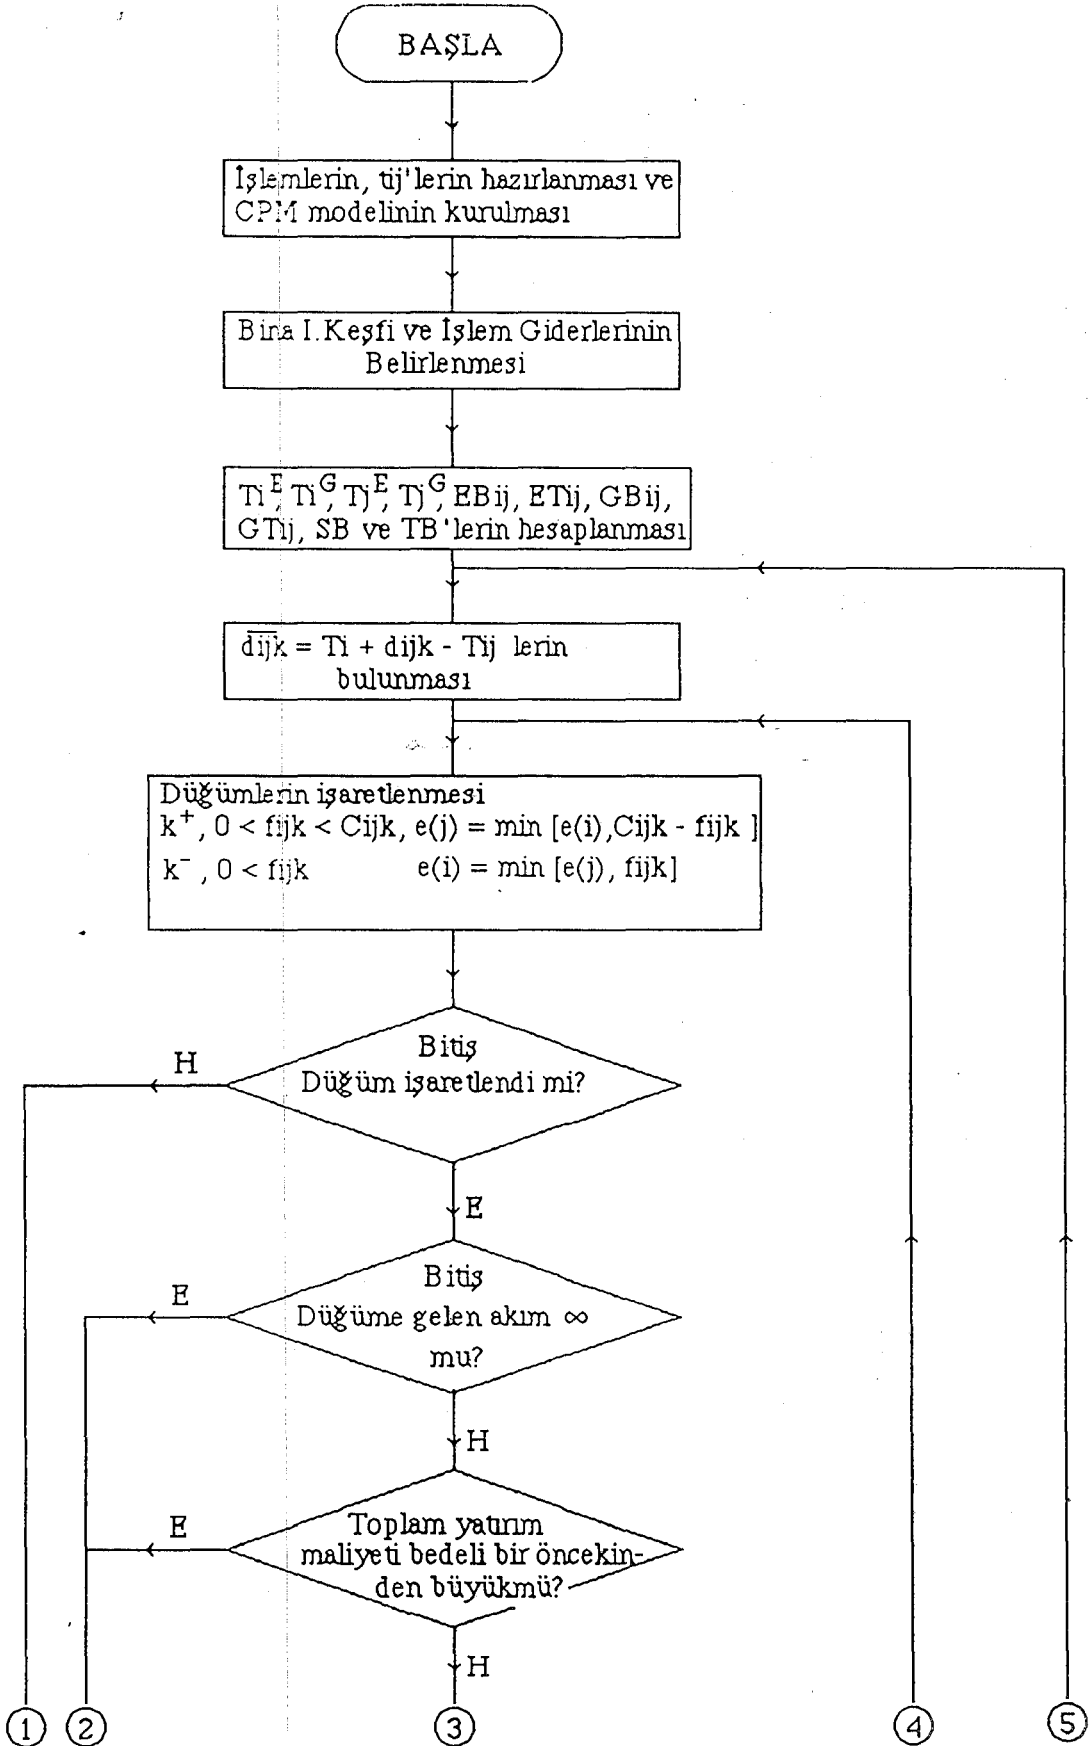 BAŞLA
İşlemlerin, tij'lerin hazırlanması ve
CPM modelinin kurulması
Bina I.Keşfi ve İşlem Giderlerinin
Belirlenmesi
Ti^E, Ti^G, Tj^E, Tj^G, EBij, ETij, GBij,
GTij, SB ve TB'lerin hesaplanması
d̅i̅j̅k = Ti + dijk - Tij lerin
bulunması
Düğümlerin işaretlenmesi
k⁺, 0 < fijk < Cijk, e(j) = min [e(i),Cijk - fijk ]
k⁻ , 0 < fijk e(i) = min [e(j), fijk]
Bitiş
Düğüm işaretlendi mi?
H
E
Bitiş
Düğüme gelen akım ∞
mu?
E
H
Toplam yatırım
maliyeti bedeli bir öncekin-
den büyükmü?
E
H
1 2 3 4 5